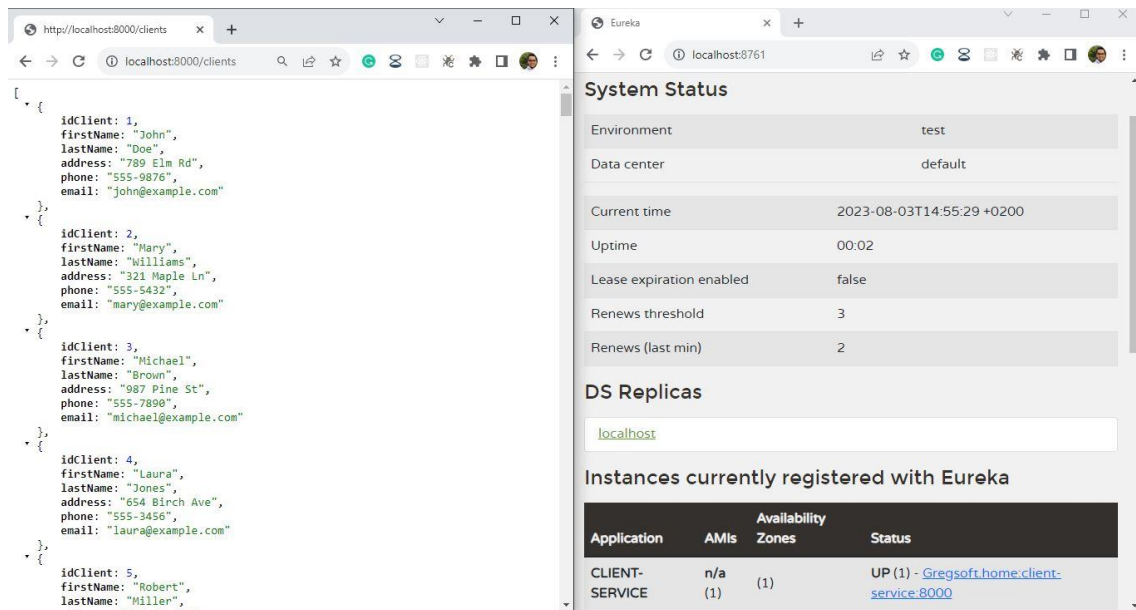 http://localhost:8000/clients
localhost:8000/clients
[
{
idClient: 1,
firstName: "John",
lastName: "Doe",
address: "789 Elm Rd",
phone: "555-9876",
email: "john@example.com"
},
{
idClient: 2,
firstName: "Mary",
lastName: "Williams",
address: "321 Maple Ln",
phone: "555-5432",
email: "mary@example.com"
},
{
idClient: 3,
firstName: "Michael",
lastName: "Brown",
address: "987 Pine St",
phone: "555-7890",
email: "michael@example.com"
},
{
idClient: 4,
firstName: "Laura",
lastName: "Jones",
address: "654 Birch Ave",
phone: "555-3456",
email: "laura@example.com"
},
{
idClient: 5,
firstName: "Robert",
lastName: "Miller",
Eureka
localhost:8761
System Status
Environment test
Data center default
Current time 2023-08-03T14:55:29 +0200
Uptime 00:02
Lease expiration enabled false
Renews threshold 3
Renews (last min) 2
DS Replicas
localhost
Instances currently registered with Eureka
Application AMIs Availability Zones Status
CLIENT-SERVICE n/a (1) (1) UP (1) - Gregsoft.home:client-service:8000